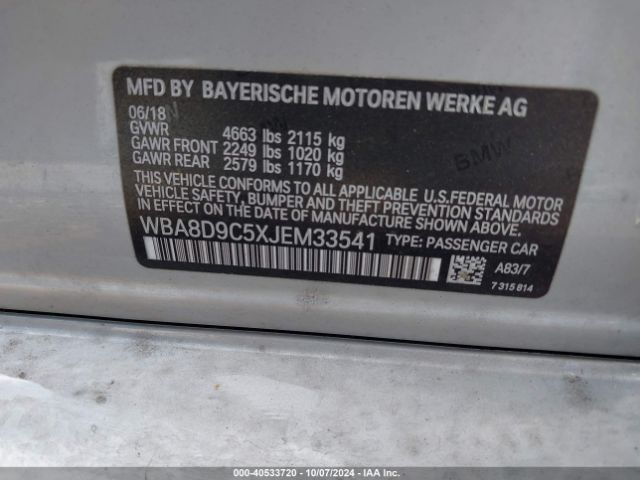 MFD BY BAYERISCHE MOTOREN WERKE AG
06/18
GVWR 4663 lbs 2115 kg
GAWR FRONT 2249 lbs 1020 kg
GAWR REAR 2579 lbs 1170 kg
THIS VEHICLE CONFORMS TO ALL APPLICABLE U.S.FEDERAL MOTOR
VEHICLE SAFETY, BUMPER AND THEFT PREVENTION STANDARDS
IN EFFECT ON THE DATE OF MANUFACTURE SHOWN ABOVE.
WBA8D9C5XJEM33541 TYPE: PASSENGER CAR
A83/7
7 315 814
BMW
000-40533720 | 10/07/2024 | IAA Inc.